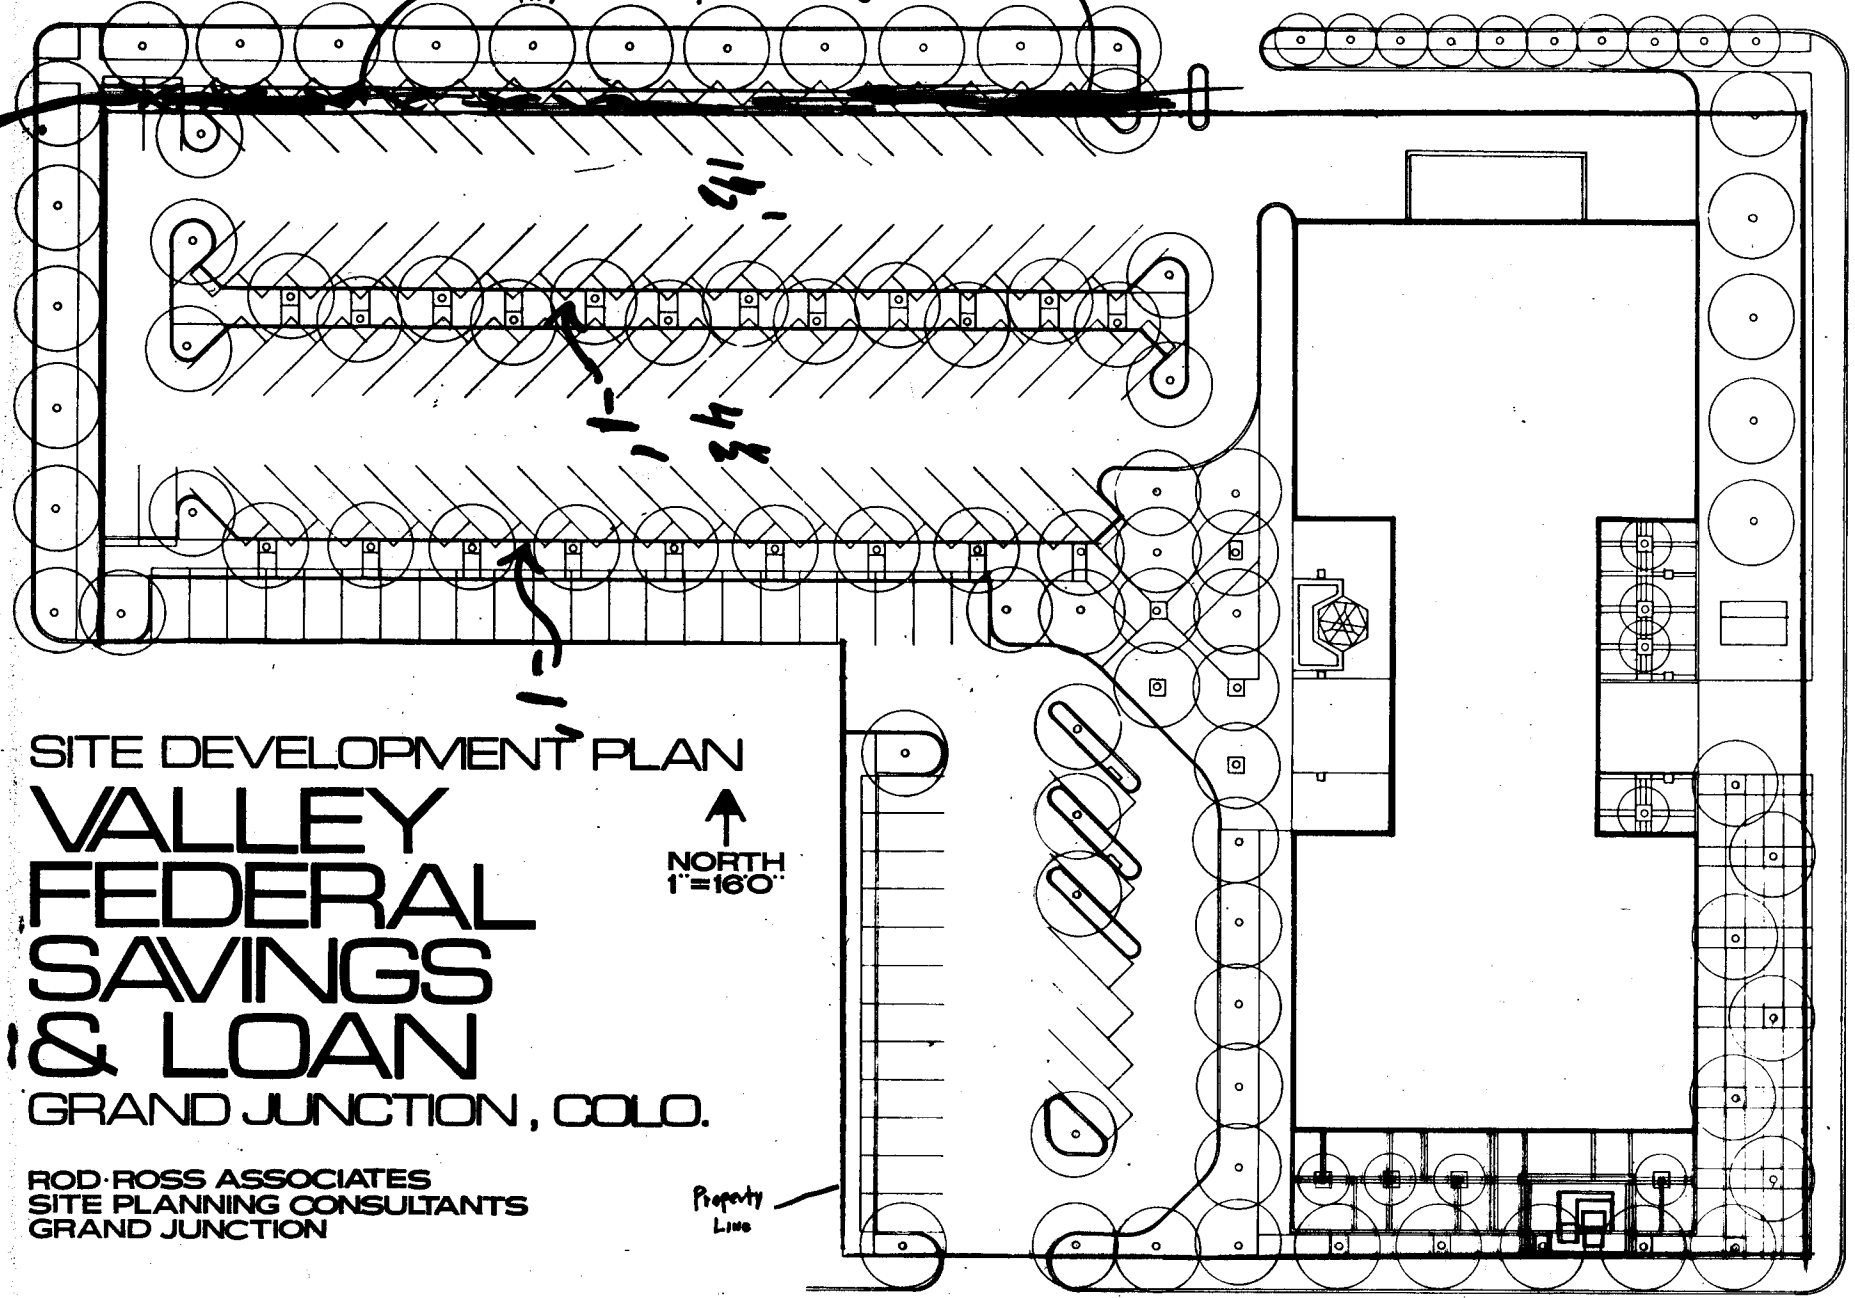 SITE DEVELOPMENT PLAN
VALLEY
FEDERAL
SAVINGS
& LOAN
GRAND JUNCTION, COLO.
NORTH
1"=16'0"
ROD·ROSS ASSOCIATES
SITE PLANNING CONSULTANTS
GRAND JUNCTION
Property
Line